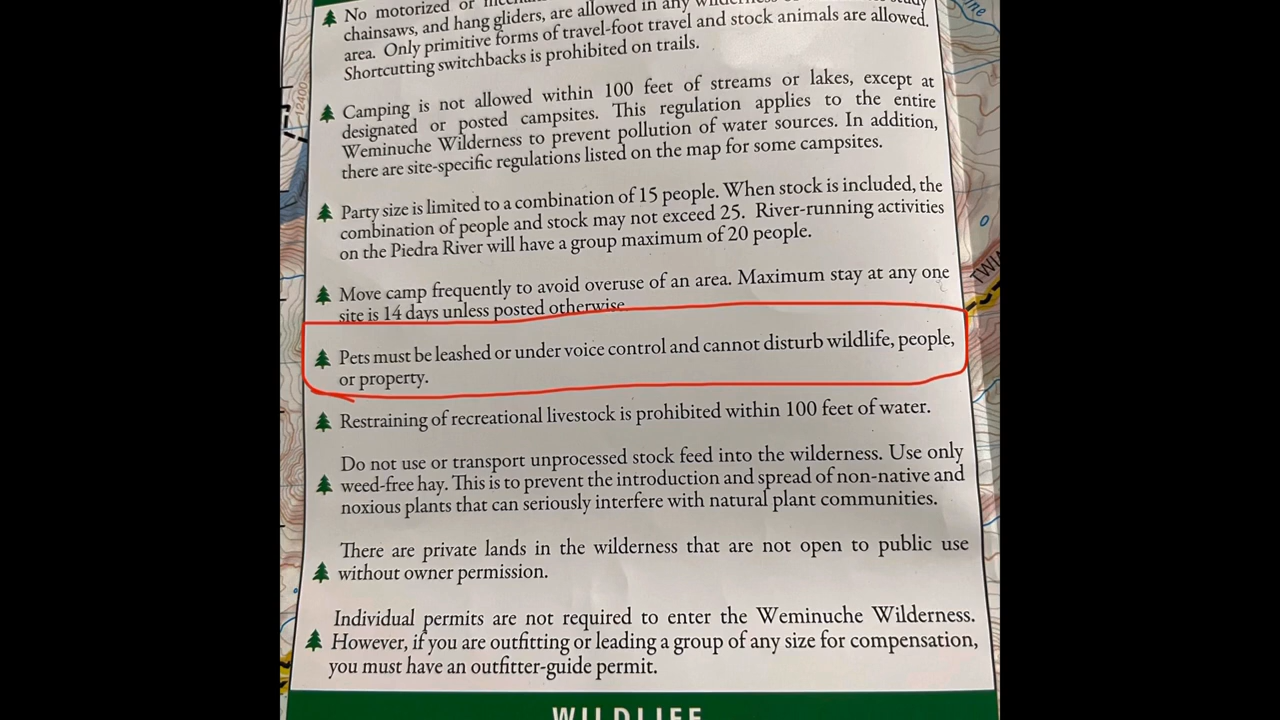 No motorized or
chainsaws, and hang gliders, are allowed in any
area. Only primitive forms of travel-foot travel and stock animals are allowed.
Shortcutting switchbacks is prohibited on trails.
Camping is not allowed within 100 feet of streams or lakes, except at
designated or posted campsites. This regulation applies to the entire
Weminuche Wilderness to prevent pollution of water sources. In addition,
there are site-specific regulations listed on the map for some campsites.
Party size is limited to a combination of 15 people. When stock is included, the
combination of people and stock may not exceed 25. River-running activities
on the Piedra River will have a group maximum of 20 people.
Move camp frequently to avoid overuse of an area. Maximum stay at any one
site is 14 days unless posted otherwise.
Pets must be leashed or under voice control and cannot disturb wildlife, people,
or property.
Restraining of recreational livestock is prohibited within 100 feet of water.
Do not use or transport unprocessed stock feed into the wilderness. Use only
weed-free hay. This is to prevent the introduction and spread of non-native and
noxious plants that can seriously interfere with natural plant communities.
There are private lands in the wilderness that are not open to public use
without owner permission.
Individual permits are not required to enter the Weminuche Wilderness.
However, if you are outfitting or leading a group of any size for compensation,
you must have an outfitter-guide permit.
WILDLIFE
12400